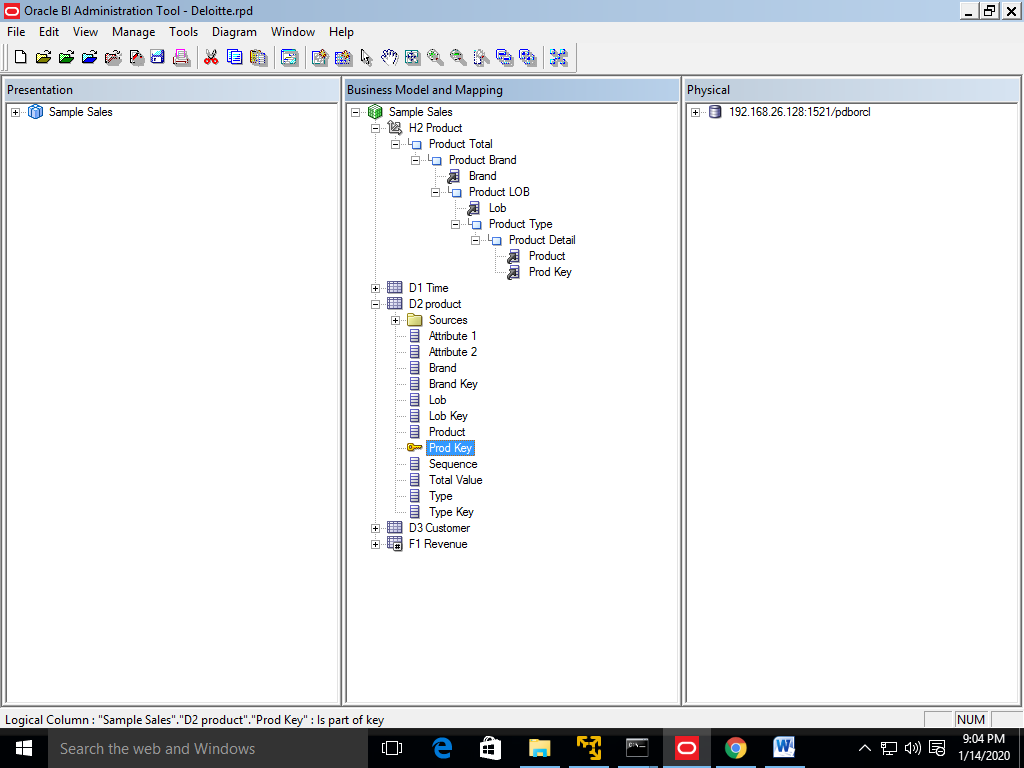 Oracle BI Administration Tool - Deloitte.rpd
File Edit View Manage Tools Diagram Window Help
Presentation
Sample Sales
Business Model and Mapping
Sample Sales
H2 Product
Product Total
Product Brand
Brand
Product LOB
Lob
Product Type
Product Detail
Product
Prod Key
D1 Time
D2 product
Sources
Attribute 1
Attribute 2
Brand
Brand Key
Lob
Lob Key
Product
Prod Key
Sequence
Total Value
Type
Type Key
D3 Customer
F1 Revenue
Physical
192.168.26.128:1521/pdborcl
Logical Column : "Sample Sales"."D2 product"."Prod Key" : Is part of key
NUM
Search the web and Windows
9:04 PM
1/14/2020